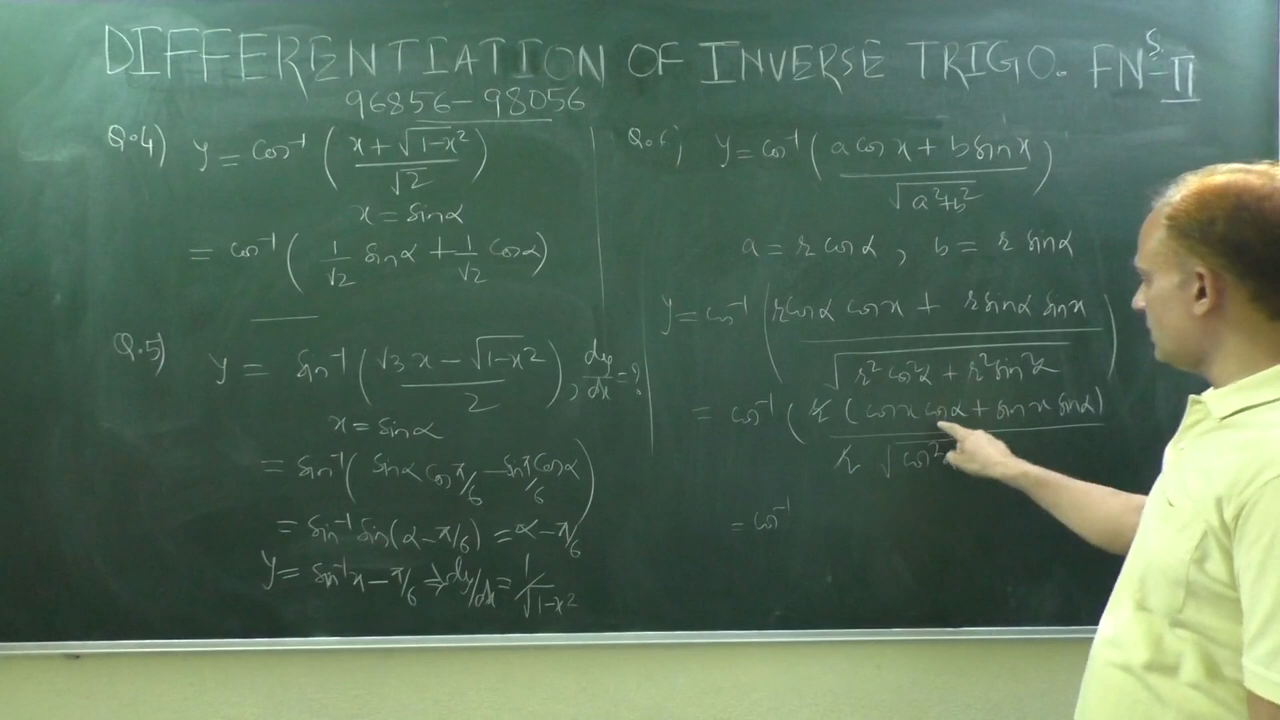 DIFFERENTIATION OF INVERSE TRIGO. FNˢ-II
96856-98056
Q.4) y = cos⁻¹ ( (x + √(1-x²)) / √2 )
x = sinα
= cos⁻¹ ( 1/√2 sinα + 1/√2 cosα )
Q.5) y = sin⁻¹ ( (√3 x - √(1-x²)) / 2 ), dy/dx = ?
x = sinα
= sin⁻¹ ( sinα cos π/6 - sin π/6 cosα )
= sin⁻¹ sin(α - π/6) = α - π/6
y = sin⁻¹x - π/6 ⇒ dy/dx = 1/√(1-x²)
Q.6) y = cos⁻¹ ( (a cos x + b sin x) / √(a²+b²) )
a = r cosα , b = r sinα
y = cos⁻¹ ( (r cosα cos x + r sinα sin x) / √(r² cos²α + r² sin²α) )
= cos⁻¹ ( r (cos x cosα + sin x sinα) / r √cos²
= cos⁻¹